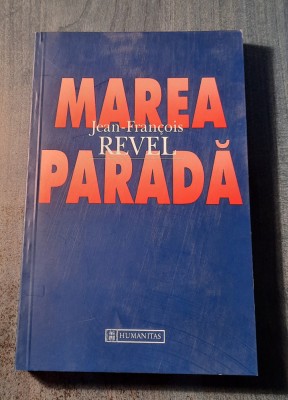 MAREA
Jean-François
REVEL
PARADĂ
HUMANITAS